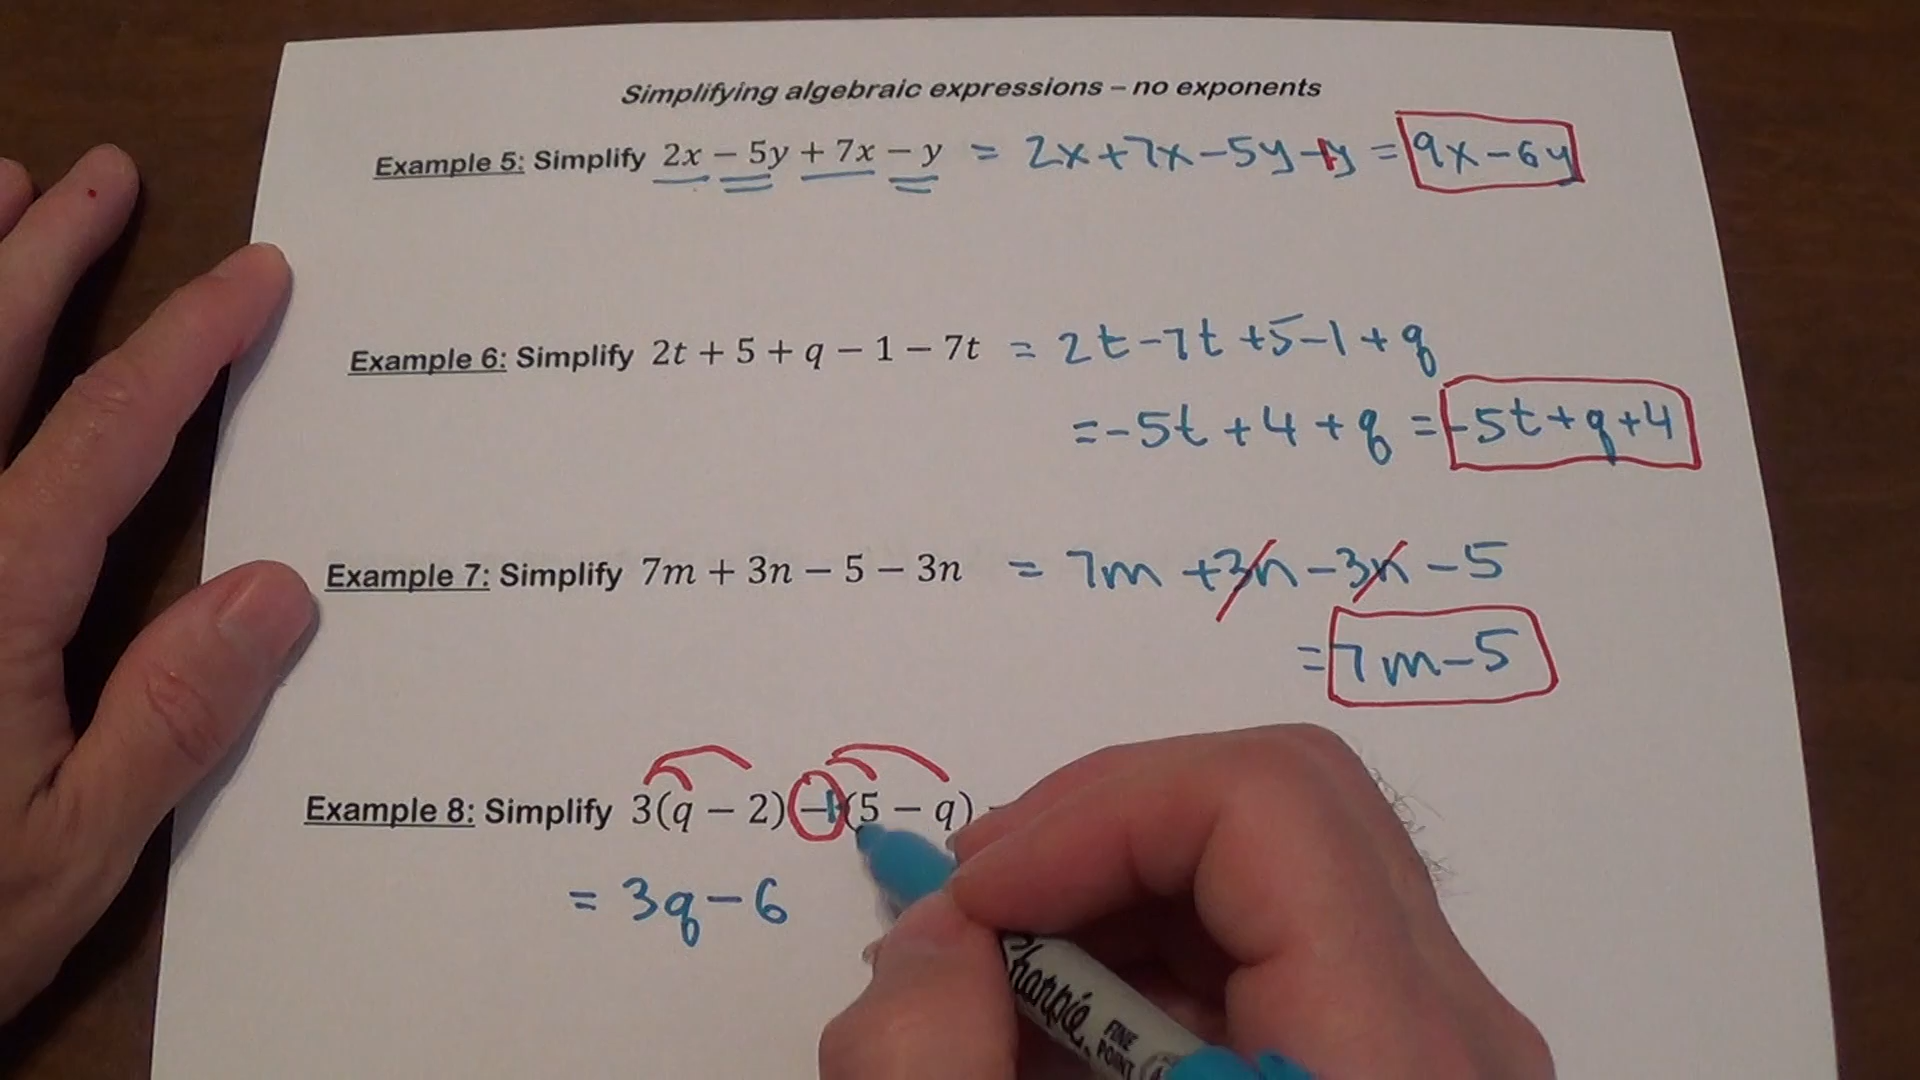 Simplifying algebraic expressions – no exponents
Example 5: Simplify 2x − 5y + 7x − y = 2x+7x−5y−1y = 9x−6y
Example 6: Simplify 2t + 5 + q − 1 − 7t = 2t−7t+5−1+q
=−5t+4+q = −5t+q+4
Example 7: Simplify 7m + 3n − 5 − 3n = 7m +3n −3n −5
= 7m−5
Example 8: Simplify 3(q − 2) −1(5 − q)
= 3q−6
Sharpie
FINE
POINT